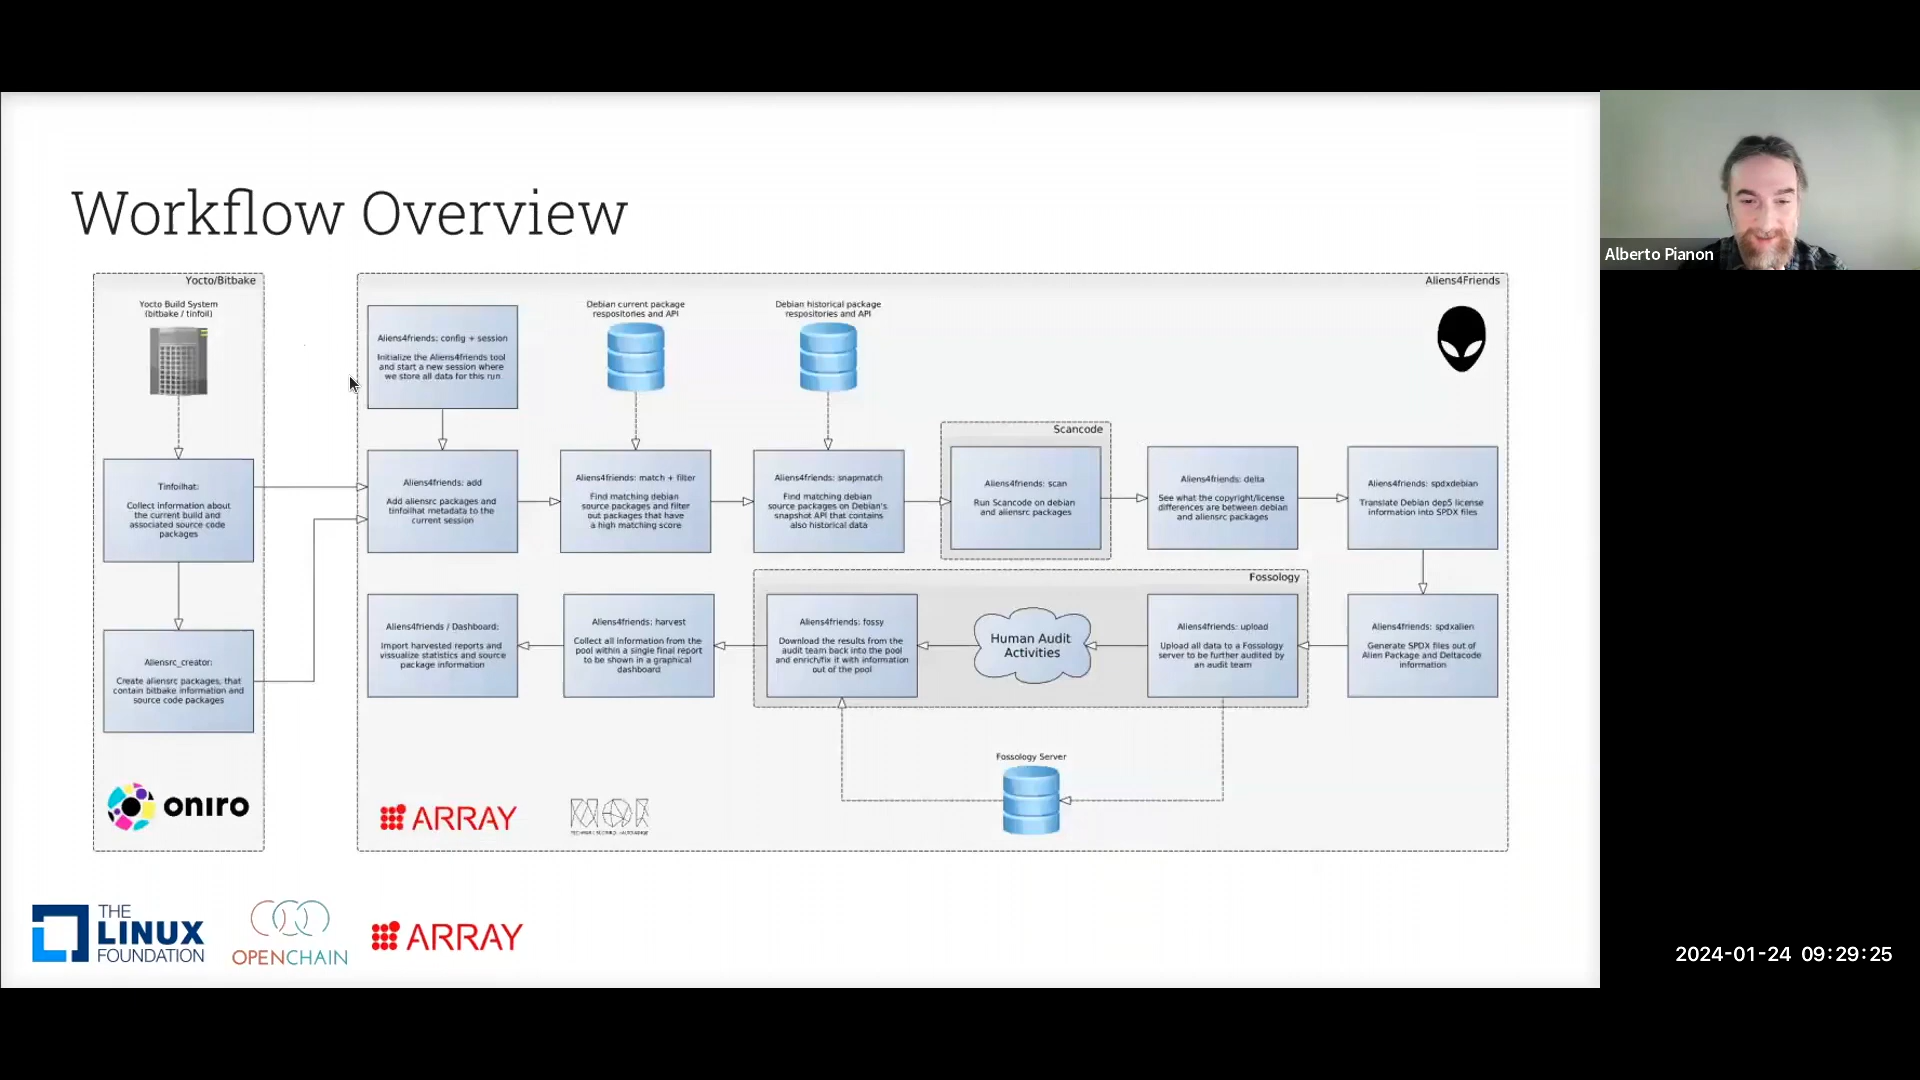 Workflow Overview
Yocto/Bitbake
Yocto Build System
(bitbake / tinfoil)
Tinfoilhat:
Collect information about
the current build and
associated source code
packages
Aliensrc_creator:
Create aliensrc packages, that
contain bitbake information and
source code packages
oniro
Aliens4Friends
Aliens4friends: config + session
Initialize the Aliens4friends tool
and start a new session where
we store all data for this run
Debian current package
respositories and API
Debian historical package
respositories and API
Aliens4friends: add
Add aliensrc packages and
tinfoilhat metadata to the
current session
Aliens4friends: match + filter
Find matching debian
source packages and filter
out packages that have
a high matching score
Aliens4friends: snapmatch
Find matching debian
source packages on Debian's
snapshot API that contains
also historical data
Scancode
Aliens4friends: scan
Run Scancode on debian
and aliensrc packages
Aliens4friends: delta
See what the copyright/license
differences are between debian
and aliensrc packages
Aliens4friends: spdxdebian
Translate Debian dep5 license
information into SPDX files
Aliens4friends / Dashboard:
Import harvested reports and
vissualize statistics and source
package information
Aliens4friends: harvest
Collect all information from the
pool within a single final report
to be shown in a graphical
dashboard
Fossology
Aliens4friends: fossy
Download the results from the
audit team back into the pool
and enrich/fix it with information
out of the pool
Human Audit
Activities
Aliens4friends: upload
Upload all data to a Fossology
server to be further audited by
an audit team
Aliens4friends: spdxalien
Generate SPDX files out of
Alien Package and Deltacode
information
Fossology Server
ARRAY
THE
LINUX
FOUNDATION
OPENCHAIN
ARRAY
Alberto Pianon
2024-01-24 09:29:25